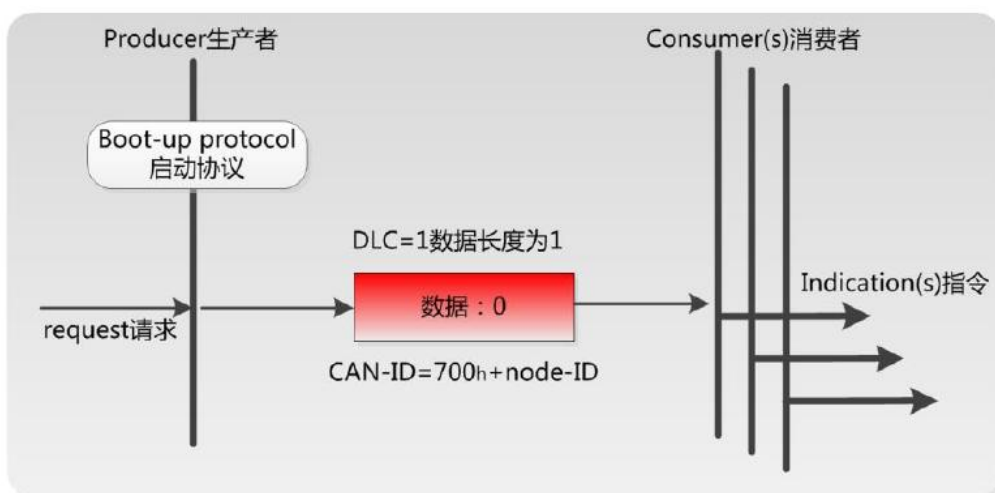 Producer生产者
Consumer(s)消费者
Boot-up protocol
启动协议
DLC=1数据长度为1
数据：0
CAN-ID=700h+node-ID
request请求
Indication(s)指令